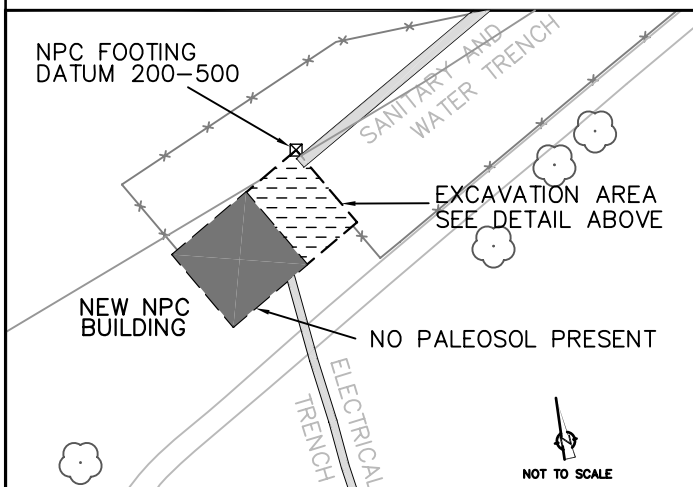 NPC FOOTING
DATUM 200-500
SANITARY AND
WATER TRENCH
EXCAVATION AREA
SEE DETAIL ABOVE
NEW NPC
BUILDING
NO PALEOSOL PRESENT
ELECTRICAL
TRENCH
N
NOT TO SCALE